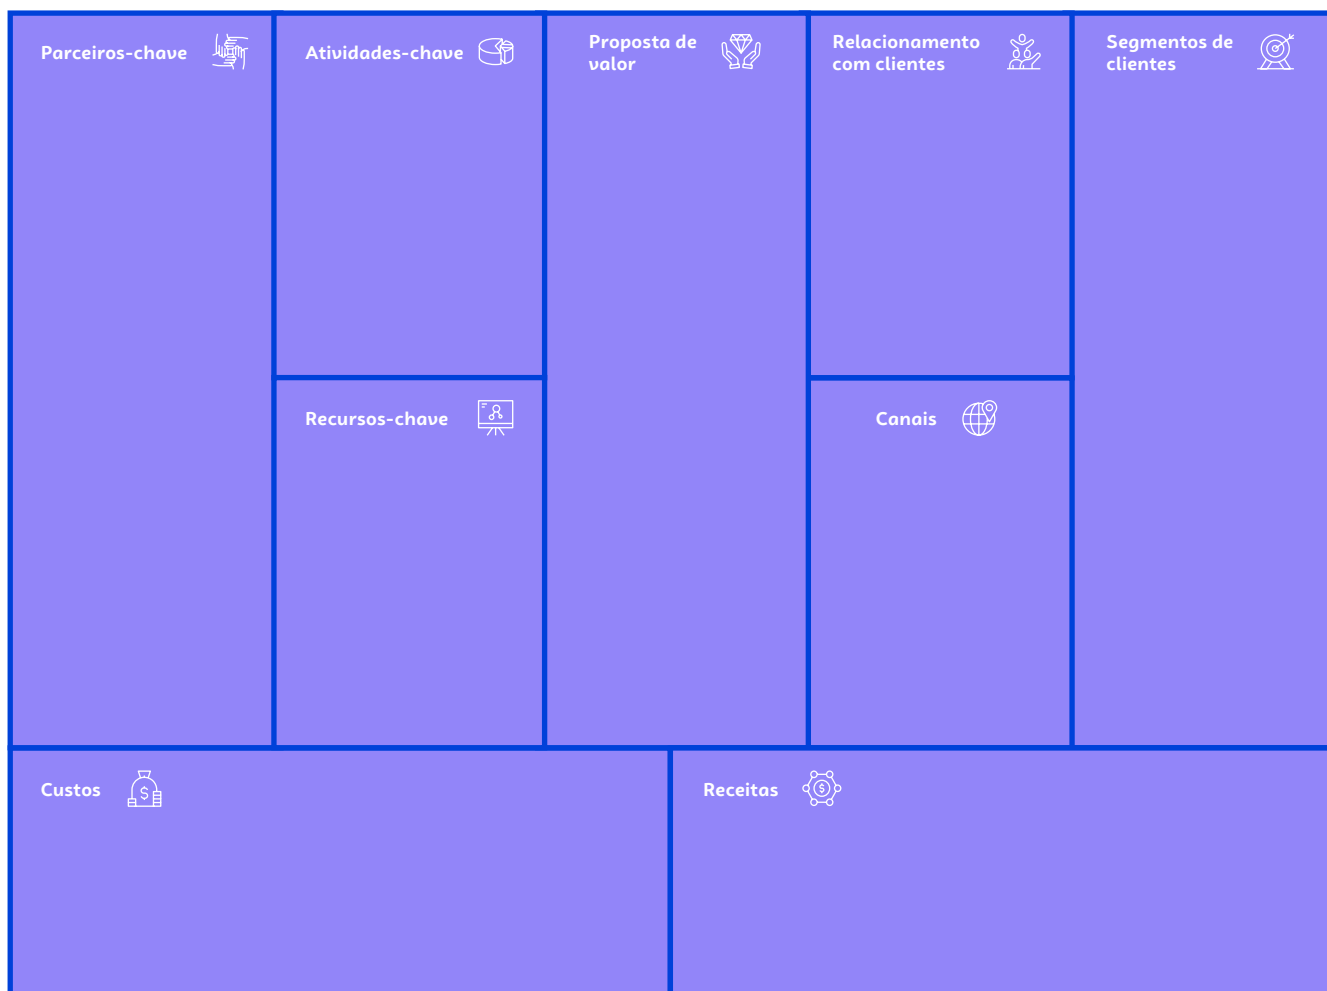 Parceiros-chave
Atividades-chave
Proposta de
valor
Relacionamento
com clientes
Segmentos de
clientes
Recursos-chave
Canais
Custos
$
Receitas
$